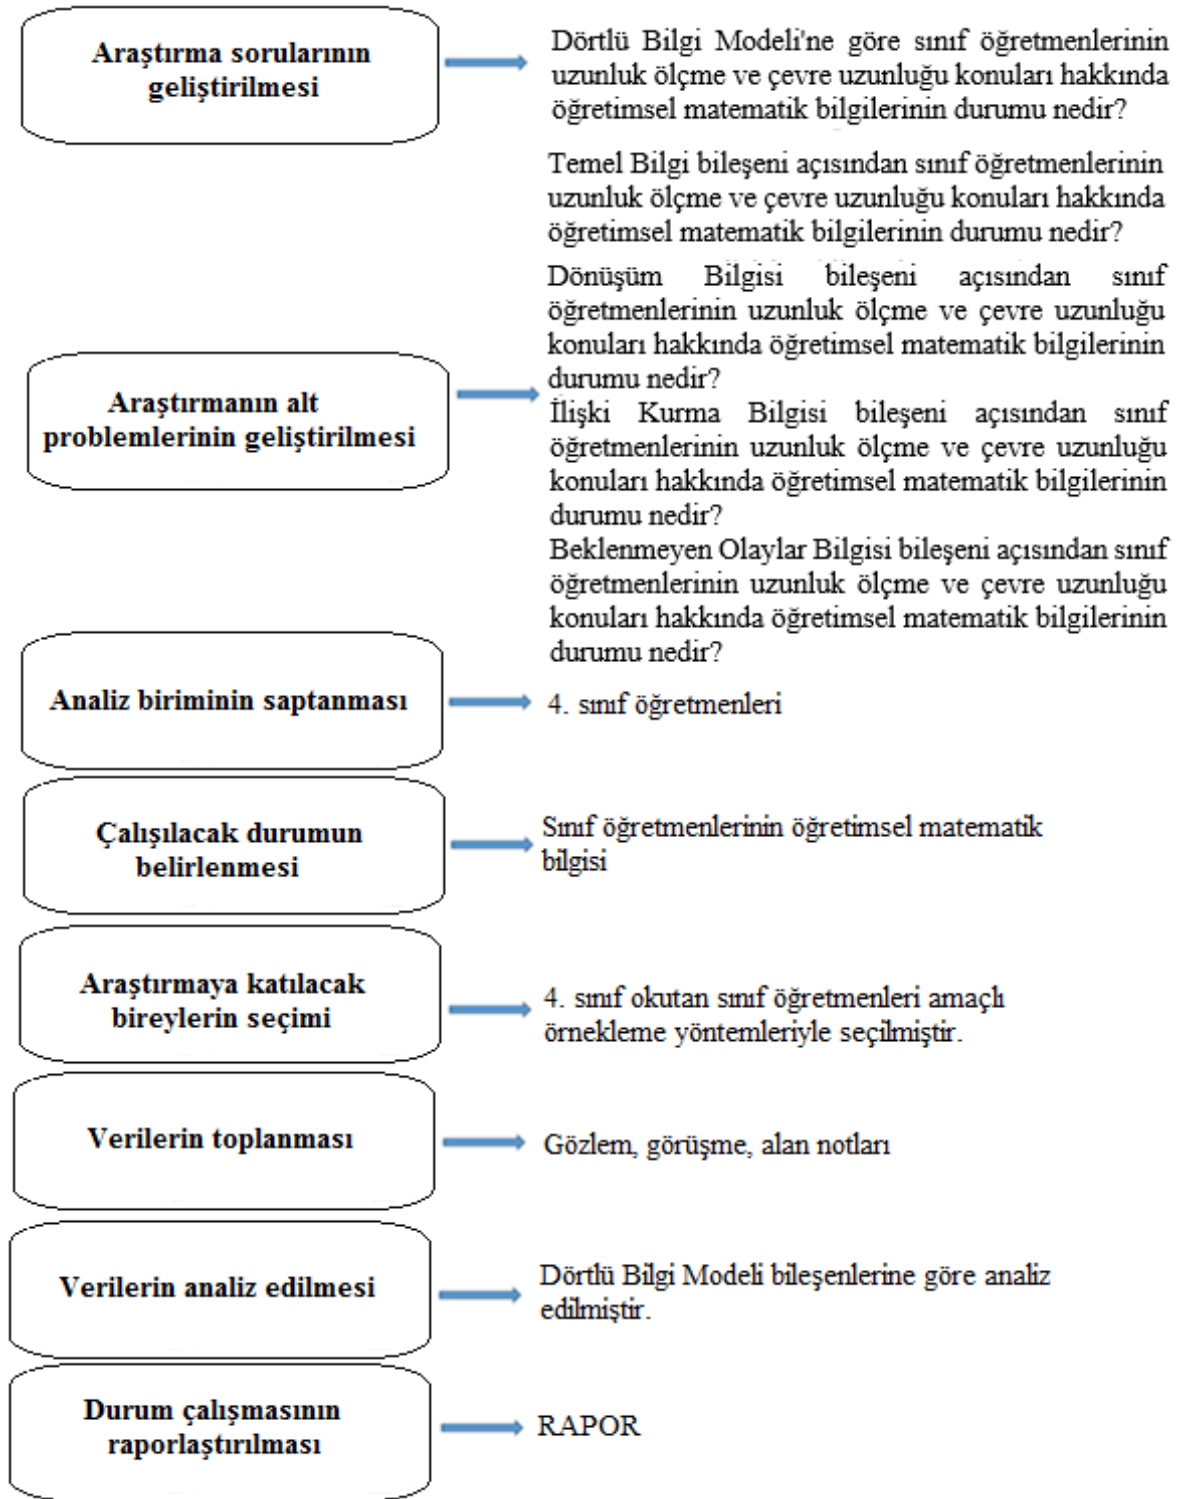 Araştırma sorularının
geliştirilmesi
Dörtlü Bilgi Modeli'ne göre sınıf öğretmenlerinin
uzunluk ölçme ve çevre uzunluğu konuları hakkında
öğretimsel matematik bilgilerinin durumu nedir?
Araştırmanın alt
problemlerinin geliştirilmesi
Temel Bilgi bileşeni açısından sınıf öğretmenlerinin
uzunluk ölçme ve çevre uzunluğu konuları hakkında
öğretimsel matematik bilgilerinin durumu nedir?
Dönüşüm Bilgisi bileşeni açısından sınıf
öğretmenlerinin uzunluk ölçme ve çevre uzunluğu
konuları hakkında öğretimsel matematik bilgilerinin
durumu nedir?
İlişki Kurma Bilgisi bileşeni açısından sınıf
öğretmenlerinin uzunluk ölçme ve çevre uzunluğu
konuları hakkında öğretimsel matematik bilgilerinin
durumu nedir?
Beklenmeyen Olaylar Bilgisi bileşeni açısından sınıf
öğretmenlerinin uzunluk ölçme ve çevre uzunluğu
konuları hakkında öğretimsel matematik bilgilerinin
durumu nedir?
Analiz biriminin saptanması
4. sınıf öğretmenleri
Çalışılacak durumun
belirlenmesi
Sınıf öğretmenlerinin öğretimsel matematik
bilgisi
Araştırmaya katılacak
bireylerin seçimi
4. sınıf okutan sınıf öğretmenleri amaçlı
örnekleme yöntemleriyle seçilmiştir.
Verilerin toplanması
Gözlem, görüşme, alan notları
Verilerin analiz edilmesi
Dörtlü Bilgi Modeli bileşenlerine göre analiz
edilmiştir.
Durum çalışmasının
raporlaştırılması
RAPOR